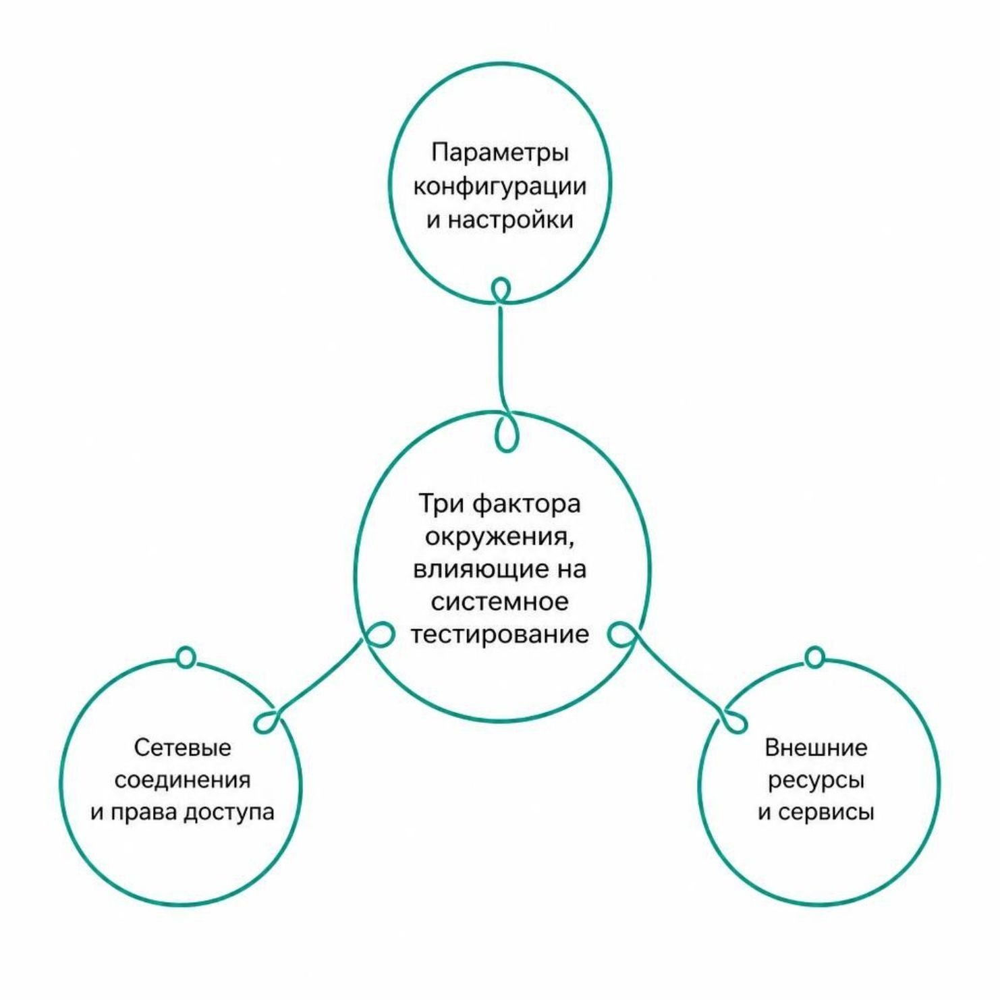 Параметры
конфигурации
и настройки
Три фактора
окружения,
влияющие на
системное
тестирование
Сетевые
соединения
и права доступа
Внешние
ресурсы
и сервисы